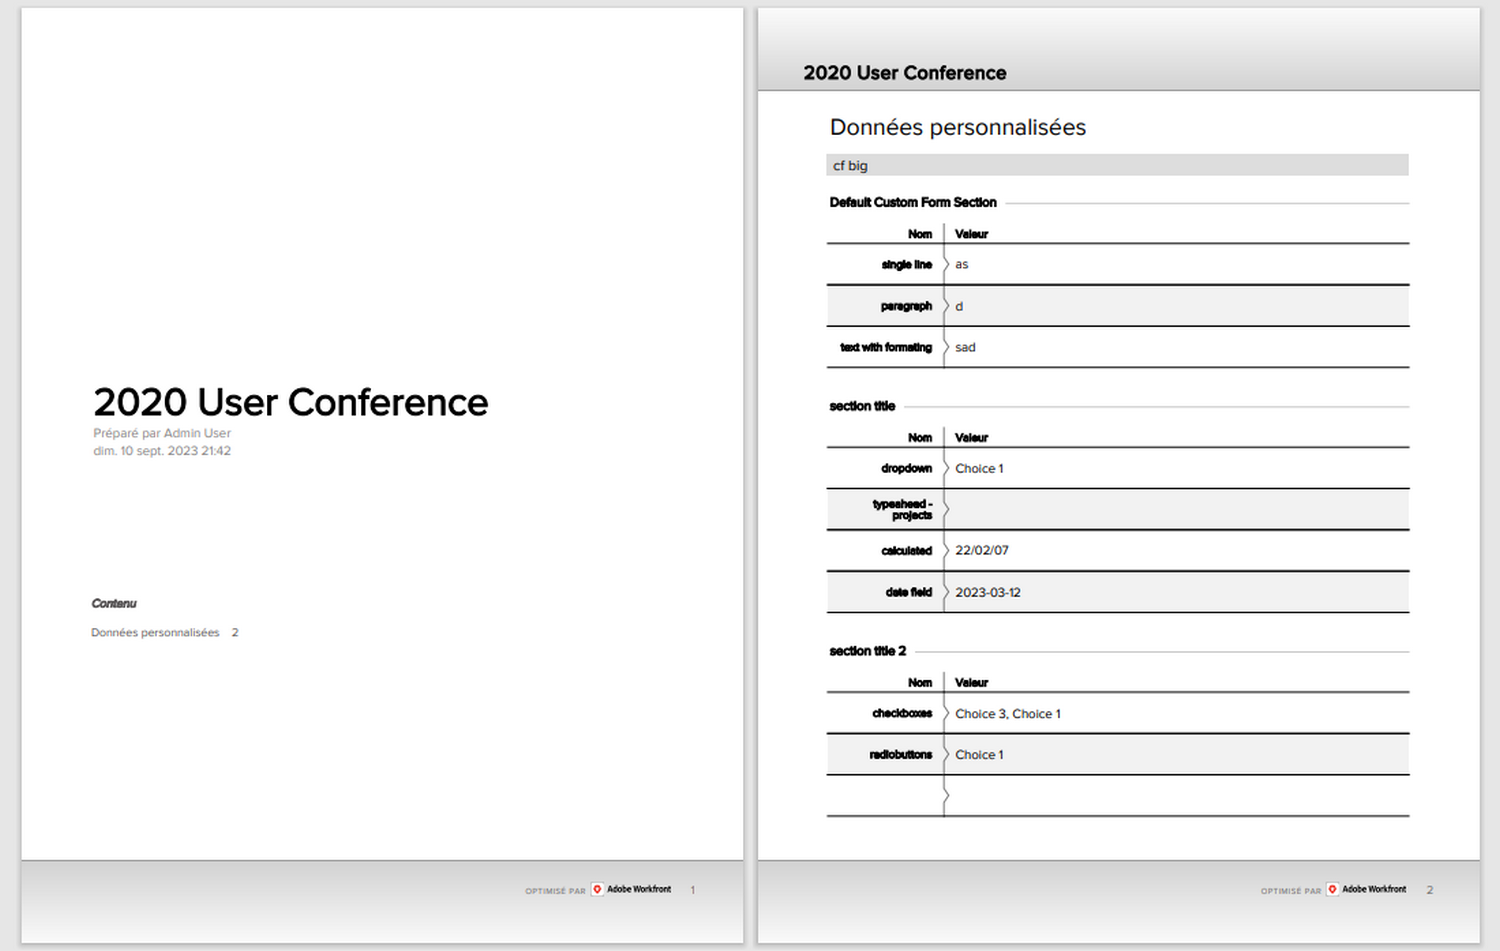 2020 User Conference
Préparé par Admin User
dim. 10 sept. 2023 21:42
Contenu
Données personnalisées 2
OPTIMISÉ PAR Adobe Workfront 1
2020 User Conference
Données personnalisées
cf big
Default Custom Form Section
Nom Valeur
single line as
paragraph d
text with formating sad
section title
Nom Valeur
dropdown Choice 1
typeahead -
projects
calculated 22/02/07
date field 2023-03-12
section title 2
Nom Valeur
checkboxes Choice 3, Choice 1
radiobuttons Choice 1
OPTIMISÉ PAR Adobe Workfront 2